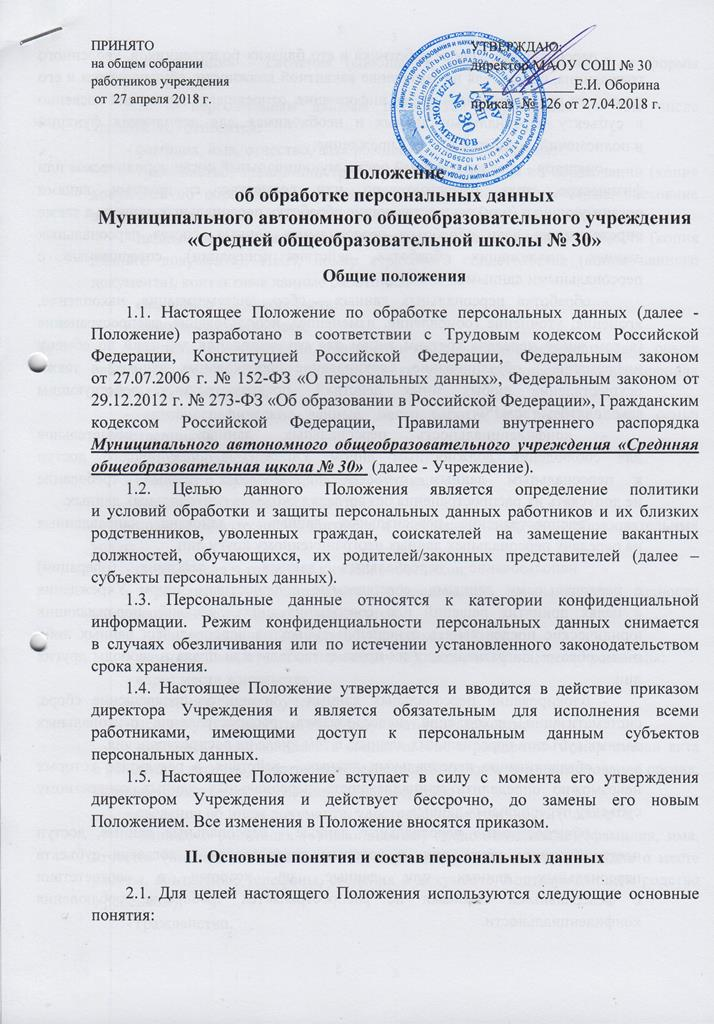 ПРИНЯТО
на общем собрании
работников учреждения
от 27 апреля 2018 г.
УТВЕРЖДАЮ:
директор МАОУ СОШ № 30
Е.И. Оборина
приказ № 126 от 27.04.2018 г.
МАОУ
СОШ
№ 30
ДЛЯ ДОКУМЕНТОВ
Положение
об обработке персональных данных
Муниципального автономного общеобразовательного учреждения
«Средней общеобразовательной школы № 30»
Общие положения
1.1. Настоящее Положение по обработке персональных данных (далее -
Положение) разработано в соответствии с Трудовым кодексом Российской
Федерации, Конституцией Российской Федерации, Федеральным законом
от 27.07.2006 г. № 152-ФЗ «О персональных данных», Федеральным законом от
29.12.2012 г. № 273-ФЗ «Об образовании в Российской Федерации», Гражданским
кодексом Российской Федерации, Правилами внутреннего распорядка
Муниципального автономного общеобразовательного учреждения «Средняя
общеобразовательная школа № 30» (далее - Учреждение).
1.2. Целью данного Положения является определение политики
и условий обработки и защиты персональных данных работников и их близких
родственников, уволенных граждан, соискателей на замещение вакантных
должностей, обучающихся, их родителей/законных представителей (далее –
субъекты персональных данных).
1.3. Персональные данные относятся к категории конфиденциальной
информации. Режим конфиденциальности персональных данных снимается
в случаях обезличивания или по истечении установленного законодательством
срока хранения.
1.4. Настоящее Положение утверждается и вводится в действие приказом
директора Учреждения и является обязательным для исполнения всеми
работниками, имеющими доступ к персональным данным субъектов
персональных данных.
1.5. Настоящее Положение вступает в силу с момента его утверждения
директором Учреждения и действует бессрочно, до замены его новым
Положением. Все изменения в Положение вносятся приказом.
II. Основные понятия и состав персональных данных
2.1. Для целей настоящего Положения используются следующие основные
понятия: